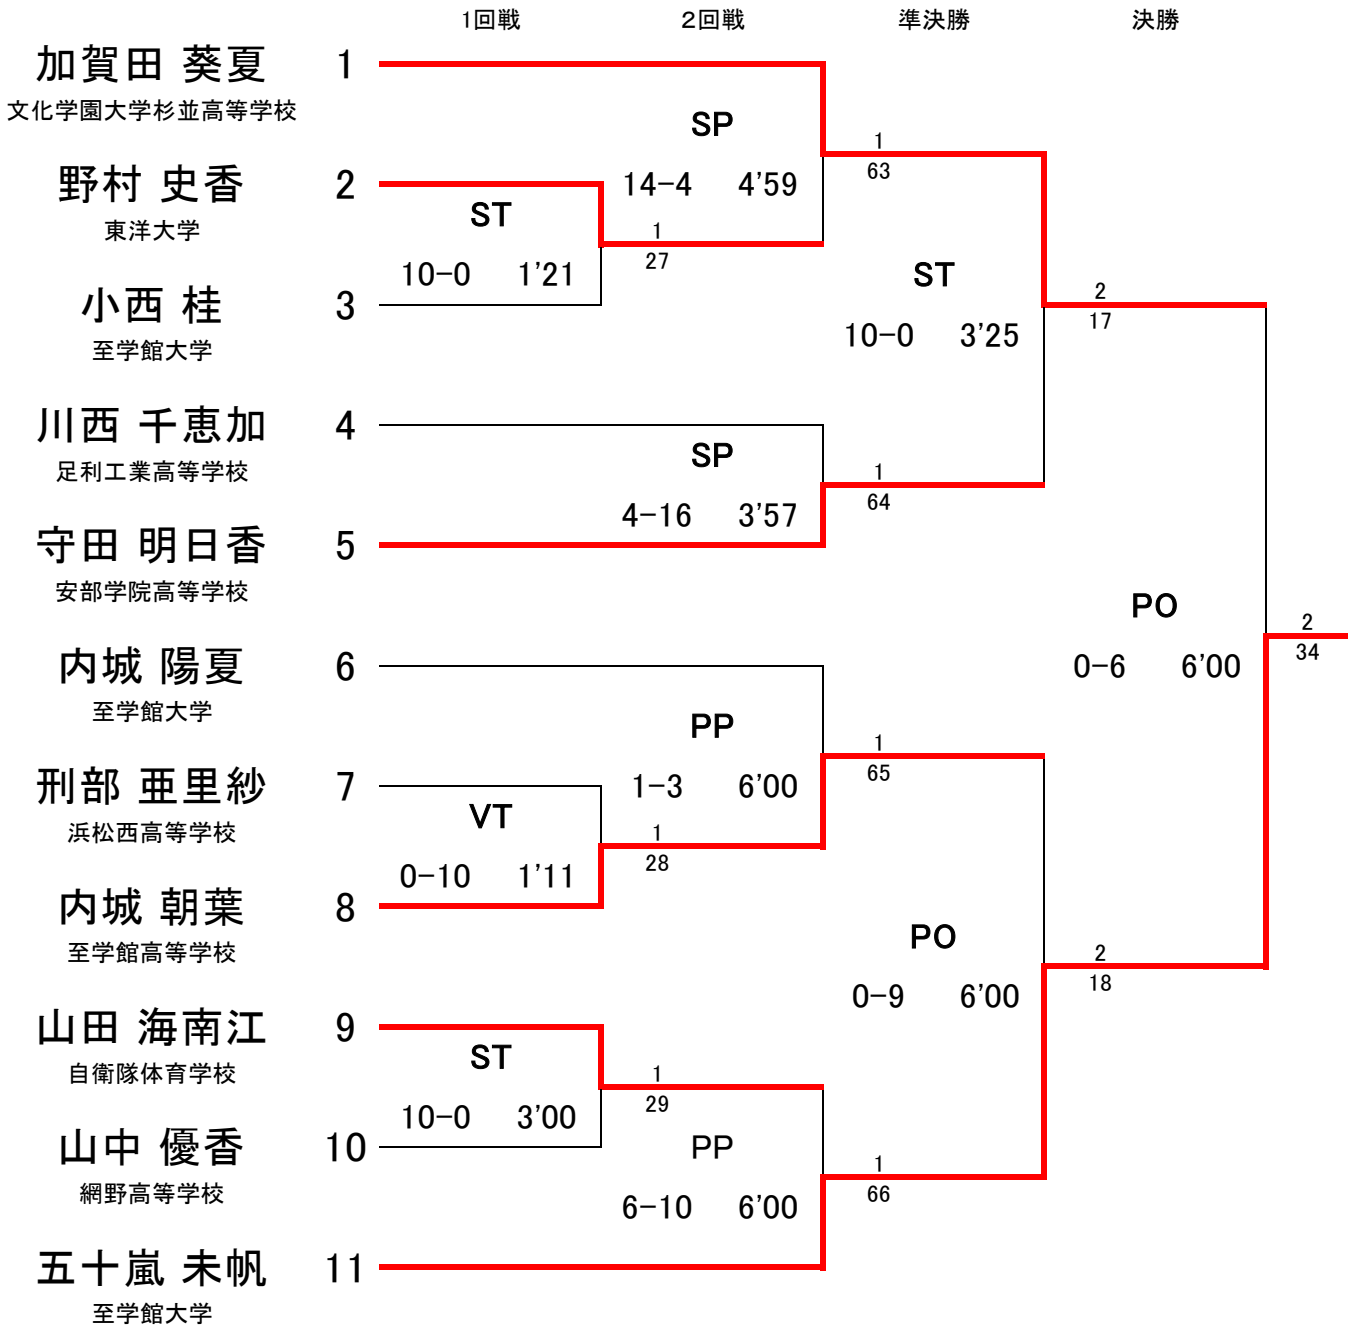 1回戦 2回戦 準決勝 決勝
加賀田 葵夏 1
文化学園大学杉並高等学校
SP
1
63
野村 史香 2
14-4 4'59
東洋大学
ST
1
27
10-0 1'21
ST
小西 桂 3
2
17
至学館大学
10-0 3'25
川西 千恵加 4
足利工業高等学校
SP
1
64
4-16 3'57
守田 明日香 5
安部学院高等学校
PO
2
34
内城 陽夏 6
0-6 6'00
至学館大学
PP
1
65
刑部 亜里紗 7
1-3 6'00
浜松西高等学校
VT
1
28
0-10 1'11
内城 朝葉 8
至学館高等学校
PO
2
18
0-9 6'00
山田 海南江 9
自衛隊体育学校
ST
1
29
10-0 3'00
山中 優香 10
PP
網野高等学校
1
66
6-10 6'00
五十嵐 未帆 11
至学館大学